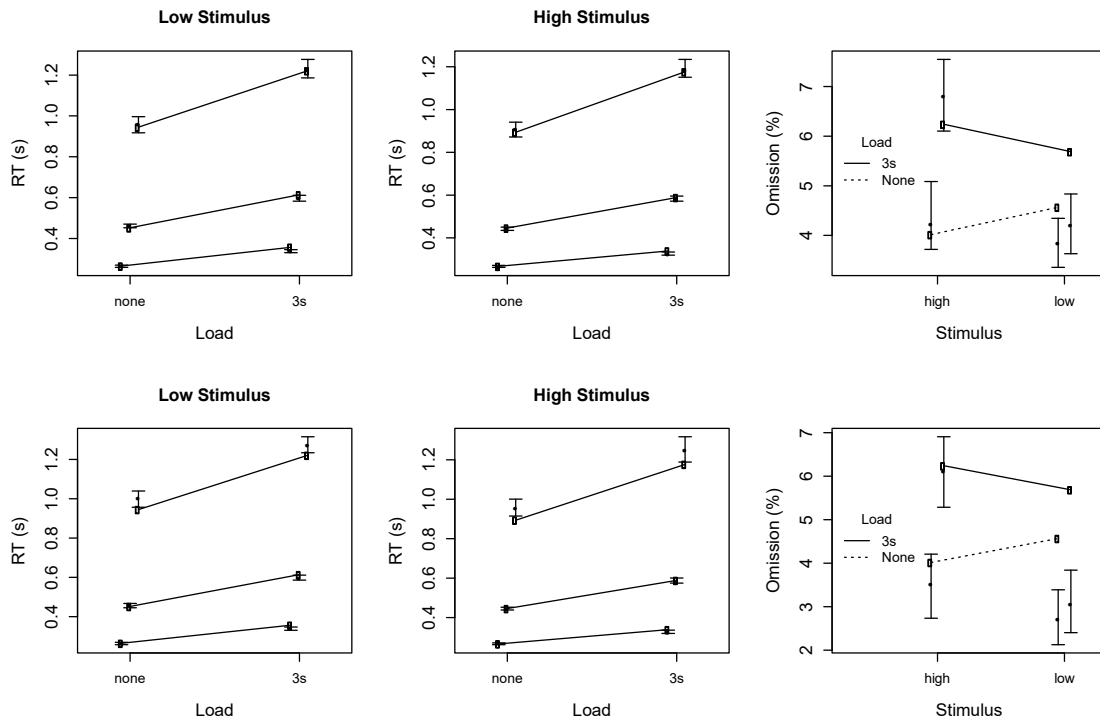 Low Stimulus
RT (s)
0.4 0.6 0.8 1.0 1.2
none 3s
Load
High Stimulus
RT (s)
0.4 0.6 0.8 1.0 1.2
none 3s
Load
Omission (%)
4 5 6 7
Load
3s
None
high low
Stimulus
Low Stimulus
RT (s)
0.4 0.6 0.8 1.0 1.2
none 3s
Load
High Stimulus
RT (s)
0.4 0.6 0.8 1.0 1.2
none 3s
Load
Omission (%)
2 3 4 5 6 7
Load
3s
None
high low
Stimulus